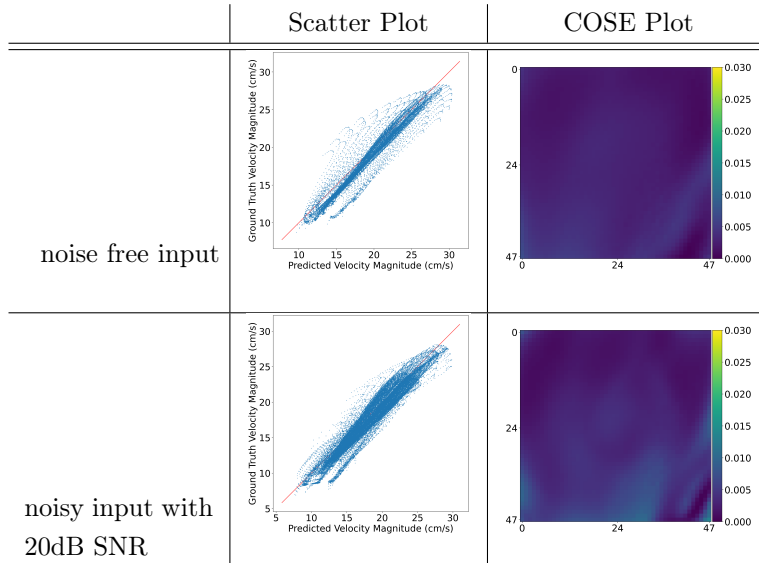 Scatter Plot COSE Plot
noise free input
Ground Truth Velocity Magnitude (cm/s)
30
25
20
15
10
10 15 20 25 30
Predicted Velocity Magnitude (cm/s)
0
24
47
0 24 47
0.030
0.025
0.020
0.015
0.010
0.005
0.000
noisy input with
20dB SNR
Ground Truth Velocity Magnitude (cm/s)
30
25
20
15
10
5
5 10 15 20 25 30
Predicted Velocity Magnitude (cm/s)
0
24
47
0 24 47
0.030
0.025
0.020
0.015
0.010
0.005
0.000